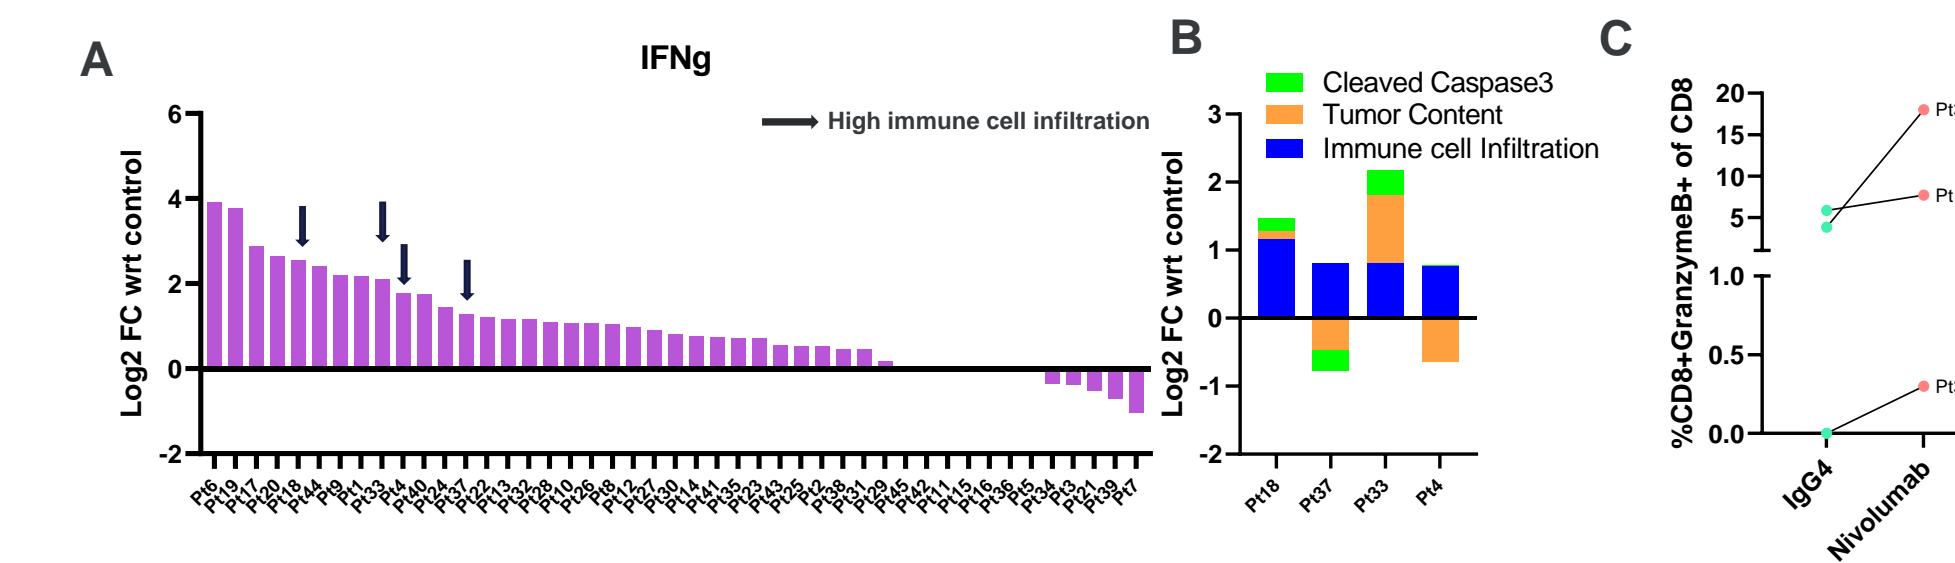 A
IFNg
High immune cell infiltration
Log2 FC wrt control
6
4
2
0
-2
Pt6
Pt19
Pt17
Pt20
Pt18
Pt44
Pt9
Pt1
Pt33
Pt4
Pt40
Pt24
Pt37
Pt22
Pt13
Pt32
Pt28
Pt10
Pt26
Pt8
Pt12
Pt27
Pt30
Pt14
Pt41
Pt35
Pt23
Pt43
Pt25
Pt2
Pt38
Pt31
Pt29
Pt45
Pt42
Pt11
Pt15
Pt16
Pt36
Pt5
Pt34
Pt3
Pt21
Pt39
Pt7
B
Cleaved Caspase3
Tumor Content
Immune cell Infiltration
Log2 FC wrt control
3
2
1
0
-1
-2
Pt18
Pt37
Pt33
Pt4
C
%CD8+GranzymeB+ of CD8
20
15
10
5
1.0
0.5
0.0
Pt
IgG4
Nivolumab